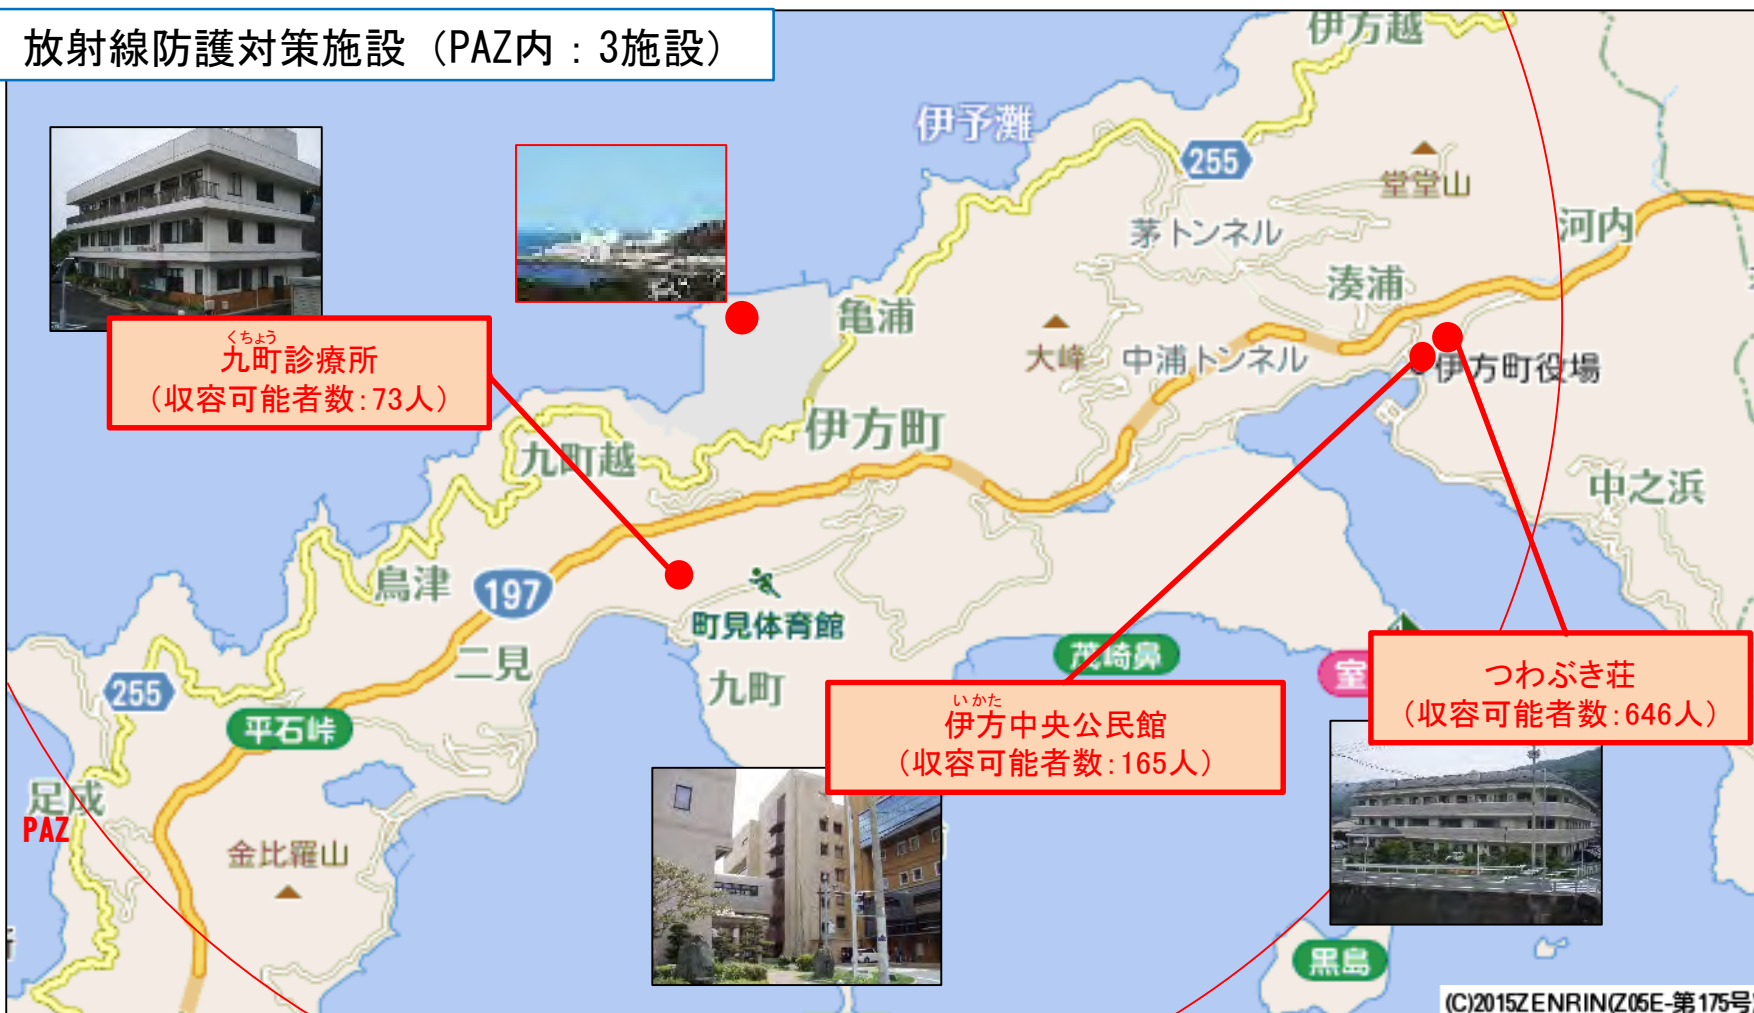 放射線防護対策施設（PAZ内：3施設）
伊方越
伊予灘
255
堂堂山
茅トンネル
河内
湊浦
亀浦
大峰
中浦トンネル
伊方町役場
くちょう
九町診療所
（収容可能者数：73人）
伊方町
九町越
中之浜
鳥津
197
町見体育館
二見
茂崎鼻
室
255
九町
平石峠
いかた
伊方中央公民館
（収容可能者数：165人）
つわぶき荘
（収容可能者数：646人）
足成
PAZ
金比羅山
黒島
(C)2015ZENRIN(Z05E-第175号